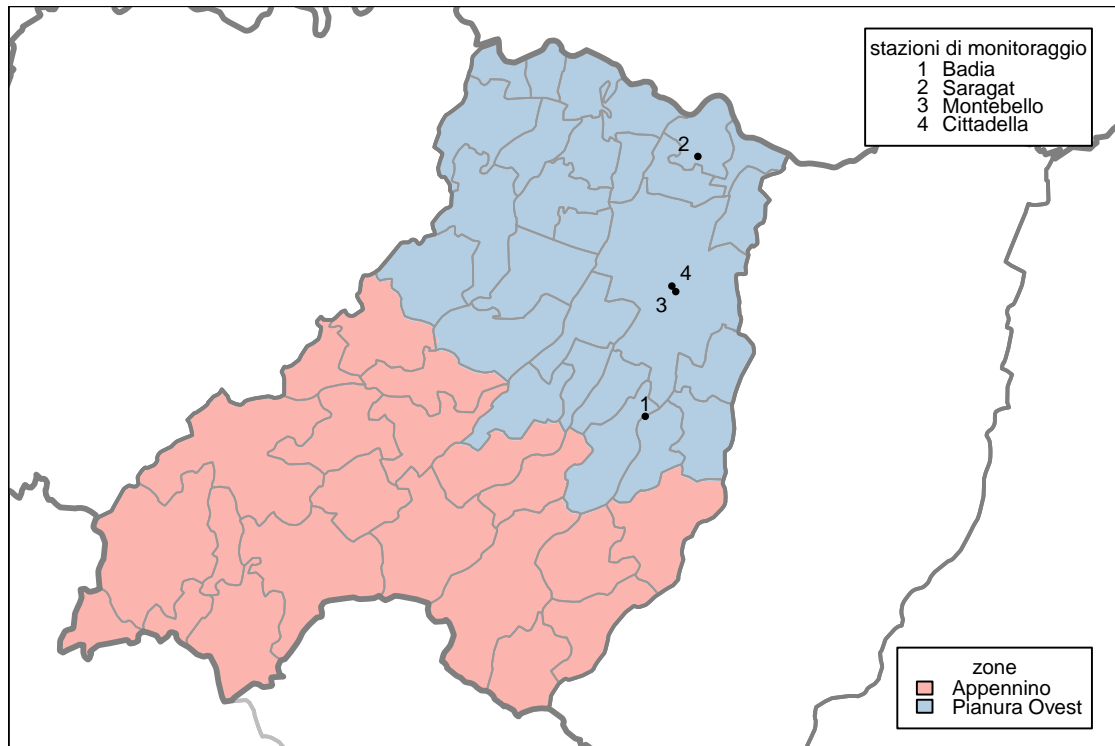 stazioni di monitoraggio
1 Badia
2 Saragat
3 Montebello
4 Cittadella
2
4
3
1
zone
Appennino
Pianura Ovest